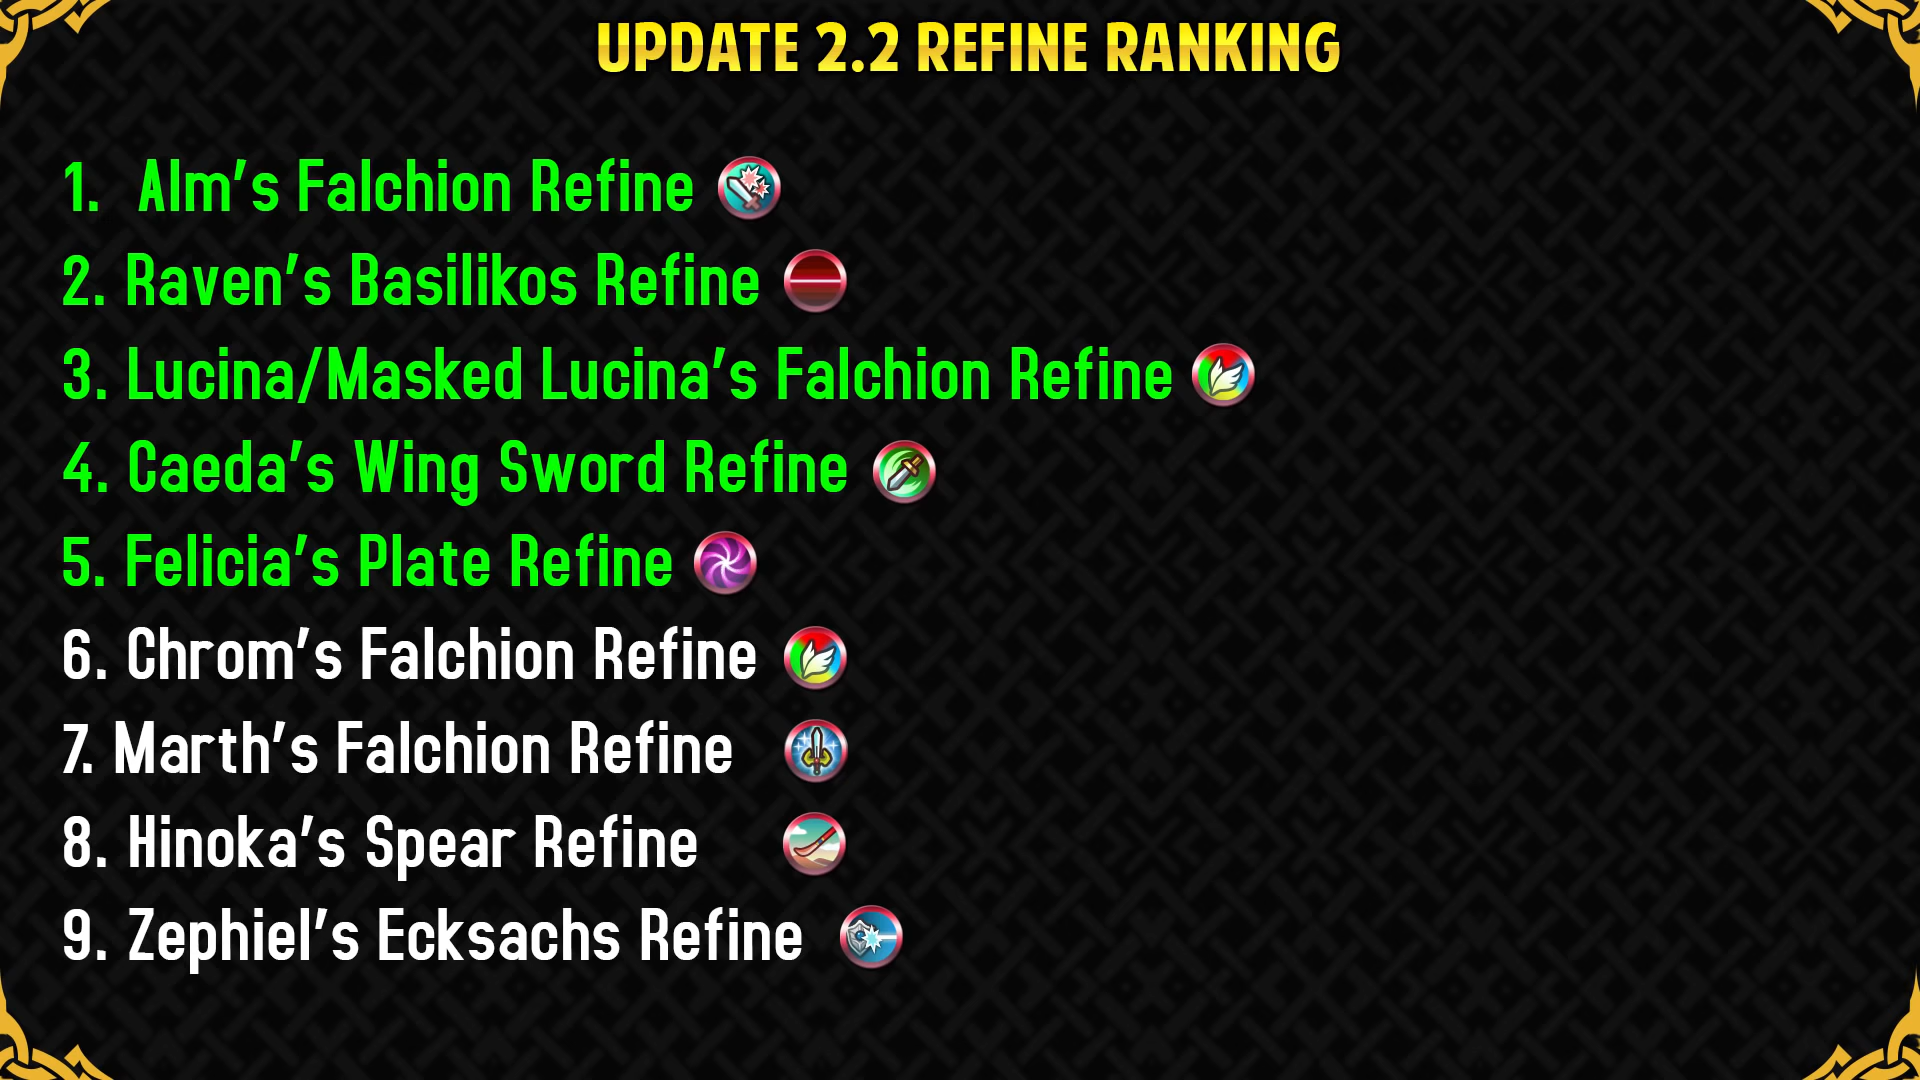 UPDATE 2.2 REFINE RANKING
1. Alm's Falchion Refine
2. Raven's Basilikos Refine
3. Lucina/Masked Lucina's Falchion Refine
4. Caeda's Wing Sword Refine
5. Felicia's Plate Refine
6. Chrom's Falchion Refine
7. Marth's Falchion Refine
8. Hinoka's Spear Refine
9. Zephiel's Ecksachs Refine